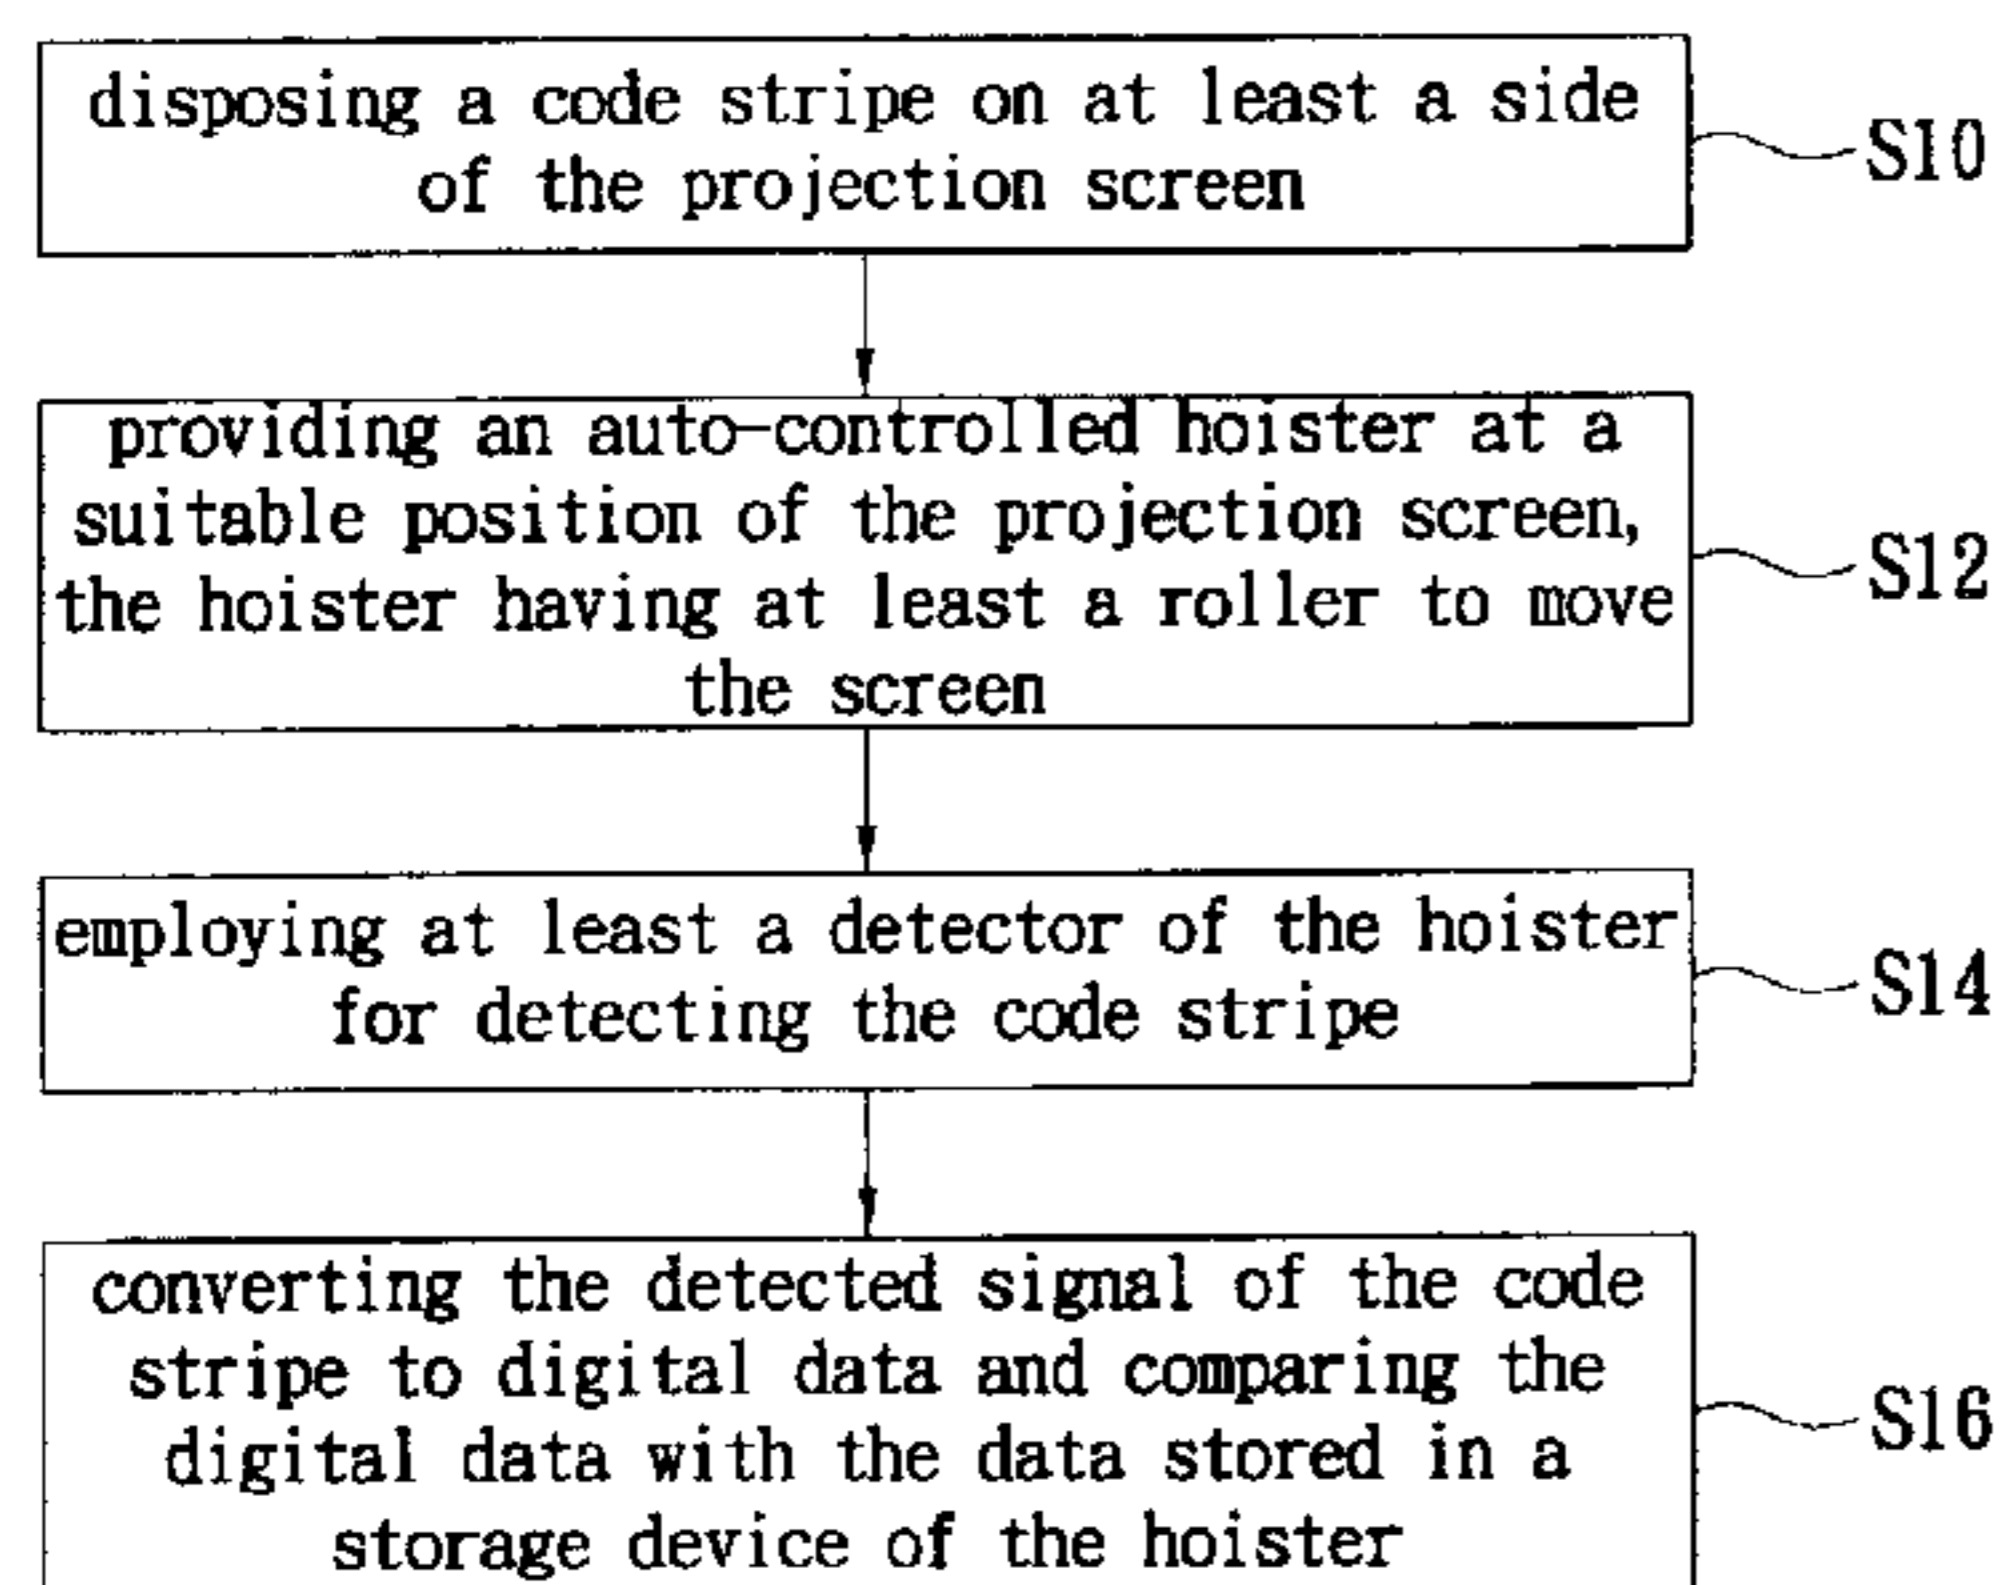 disposing a code stripe on at least a side
of the projection screen
S10
providing an auto-controlled hoister at a
suitable position of the projection screen,
the hoister having at least a roller to move
the screen
S12
employing at least a detector of the hoister
for detecting the code stripe
S14
converting the detected signal of the code
stripe to digital data and comparing the
digital data with the data stored in a
storage device of the hoister
S16